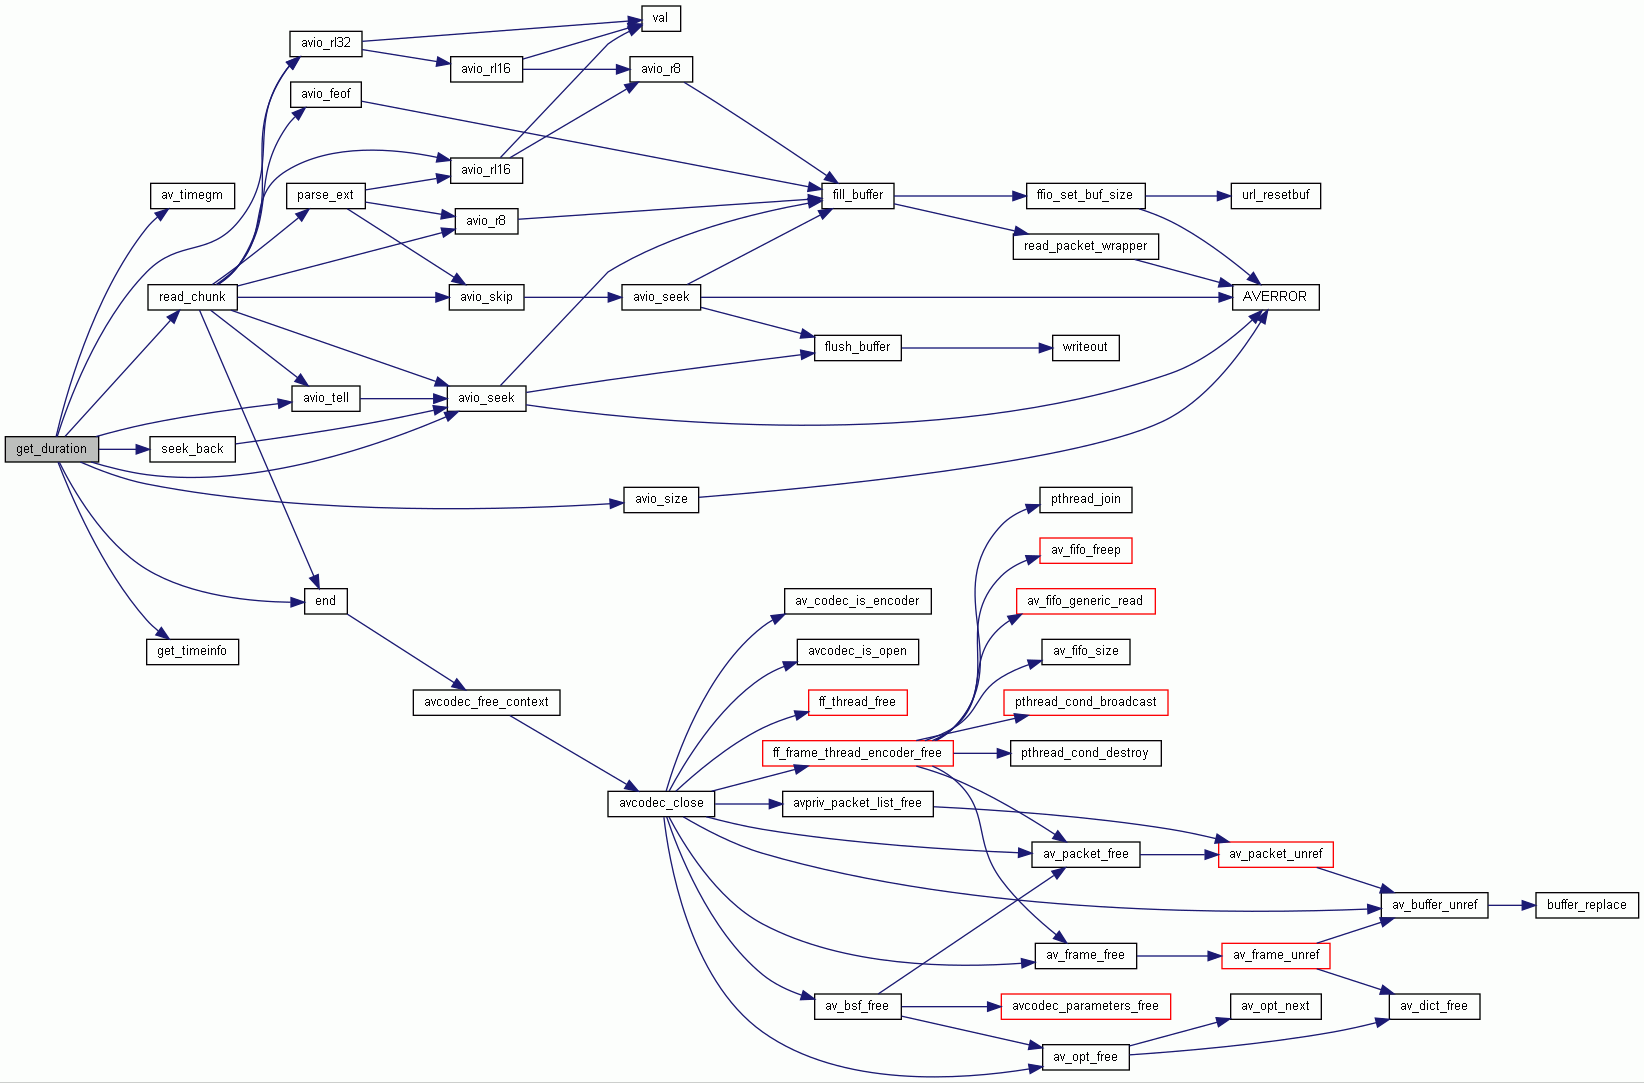 val
avio_rl32
avio_rl16
avio_r8
avio_feof
avio_rl16
av_timegm
parse_ext
fill_buffer
ffio_set_buf_size
url_resetbuf
avio_r8
read_packet_wrapper
read_chunk
avio_skip
avio_seek
AVERROR
flush_buffer
writeout
avio_tell
avio_seek
get_duration
seek_back
avio_size
pthread_join
av_fifo_freep
end
av_codec_is_encoder
av_fifo_generic_read
get_timeinfo
avcodec_is_open
av_fifo_size
avcodec_free_context
ff_thread_free
pthread_cond_broadcast
ff_frame_thread_encoder_free
pthread_cond_destroy
avcodec_close
avpriv_packet_list_free
av_packet_free
av_packet_unref
av_buffer_unref
buffer_replace
av_frame_free
av_frame_unref
av_bsf_free
avcodec_parameters_free
av_opt_next
av_dict_free
av_opt_free